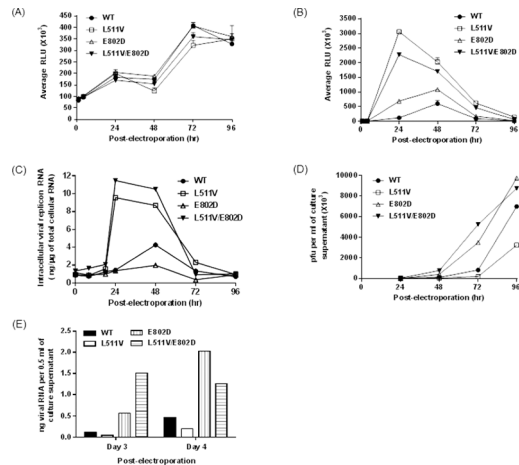 (A)
WT
L511V
E802D
L511V/E802D
Average RLU (X10³)
450
400
350
300
250
200
150
100
50
0
0
24
48
72
96
Post-electroporation (hr)
(B)
WT
L511V
E802D
L511V/E802D
Average RLU (X10³)
3500
3000
2500
2000
1500
1000
500
0
0
24
48
72
96
Post-electroporation (hr)
(C)
WT
L511V
E802D
L511V/E802D
Intracellular viral replicon RNA
(ng/µg of total cellular RNA)
12
10
8
6
4
2
0
0
24
48
72
96
Post-electroporation (hr)
(D)
WT
L511V
E802D
L511V/E802D
pfu per ml of culture
supernatant (X10³)
10000
8000
6000
4000
2000
0
0
24
48
72
96
Post-electroporation (hr)
(E)
WT
L511V
E802D
L511V/E802D
ng viral RNA per 0.5 ml of
culture supernatant
2.5
2.0
1.5
1.0
0.5
0.0
Day 3
Day 4
Post-electroporation